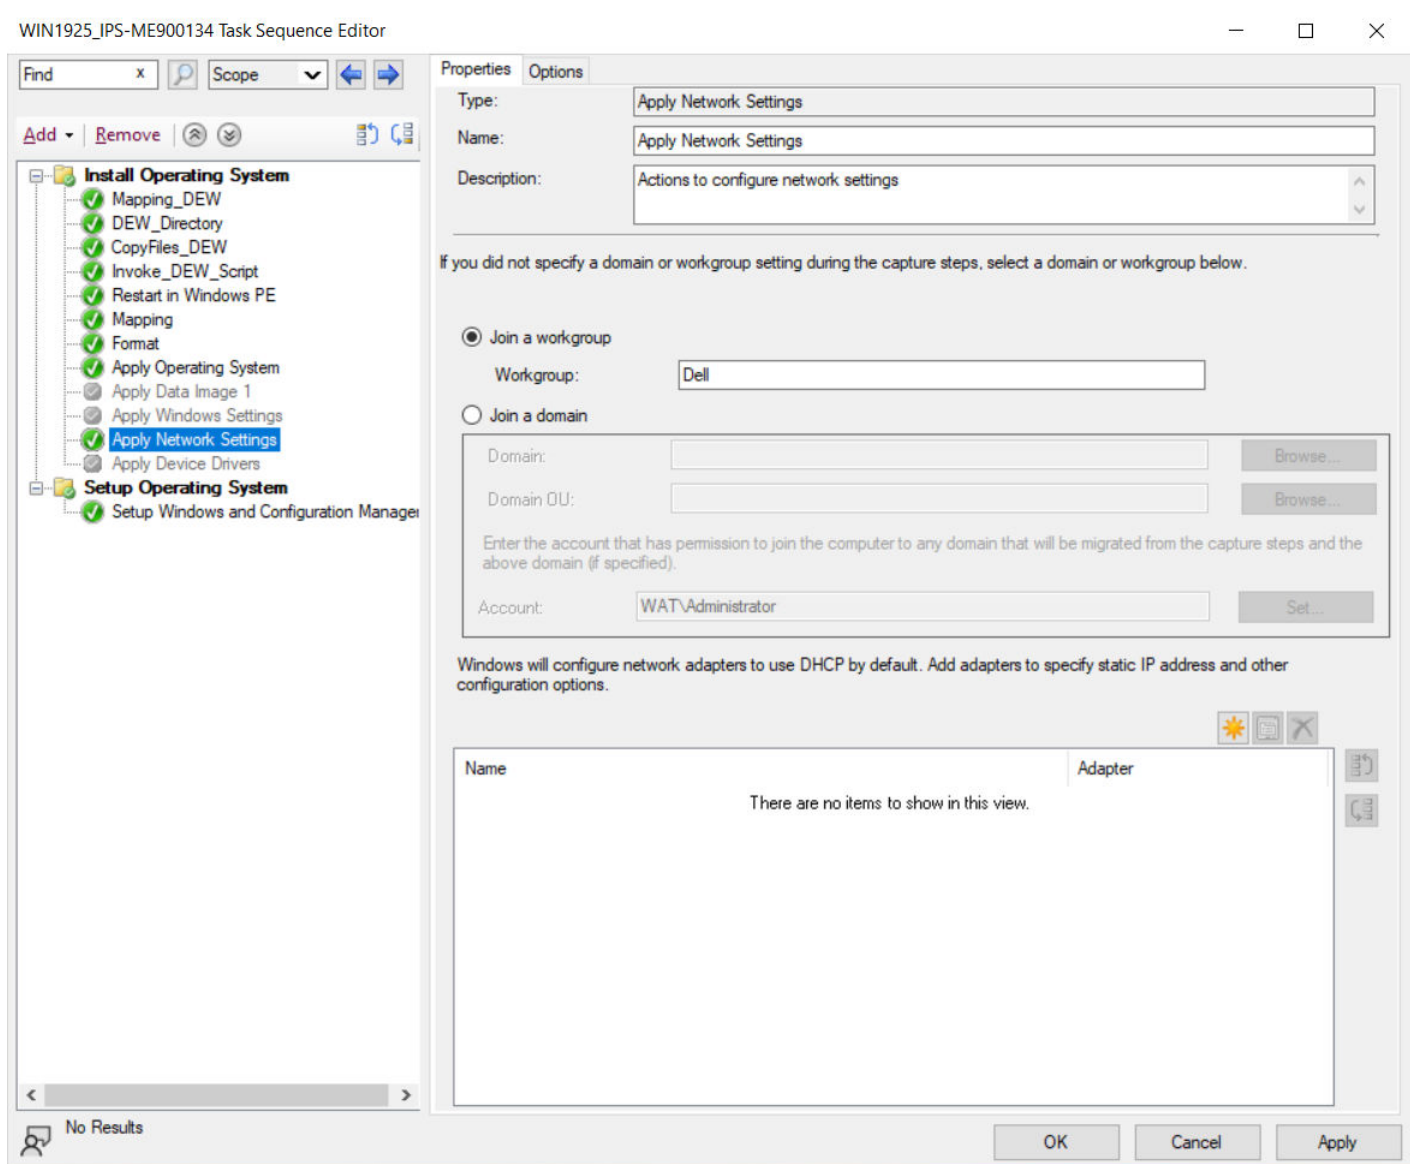 WIN1925_IPS-ME900134 Task Sequence Editor
Find x Scope
Add Remove
Install Operating System
Mapping_DEW
DEW_Directory
CopyFiles_DEW
Invoke_DEW_Script
Restart in Windows PE
Mapping
Format
Apply Operating System
Apply Data Image 1
Apply Windows Settings
Apply Network Settings
Apply Device Drivers
Setup Operating System
Setup Windows and Configuration Manager
No Results
Properties Options
Type: Apply Network Settings
Name: Apply Network Settings
Description: Actions to configure network settings
If you did not specify a domain or workgroup setting during the capture steps, select a domain or workgroup below.
Join a workgroup
Workgroup: Dell
Join a domain
Domain: Browse...
Domain OU: Browse...
Enter the account that has permission to join the computer to any domain that will be migrated from the capture steps and the
above domain (if specified).
Account: WAT\Administrator Set...
Windows will configure network adapters to use DHCP by default. Add adapters to specify static IP address and other
configuration options.
Name Adapter
There are no items to show in this view.
OK Cancel Apply